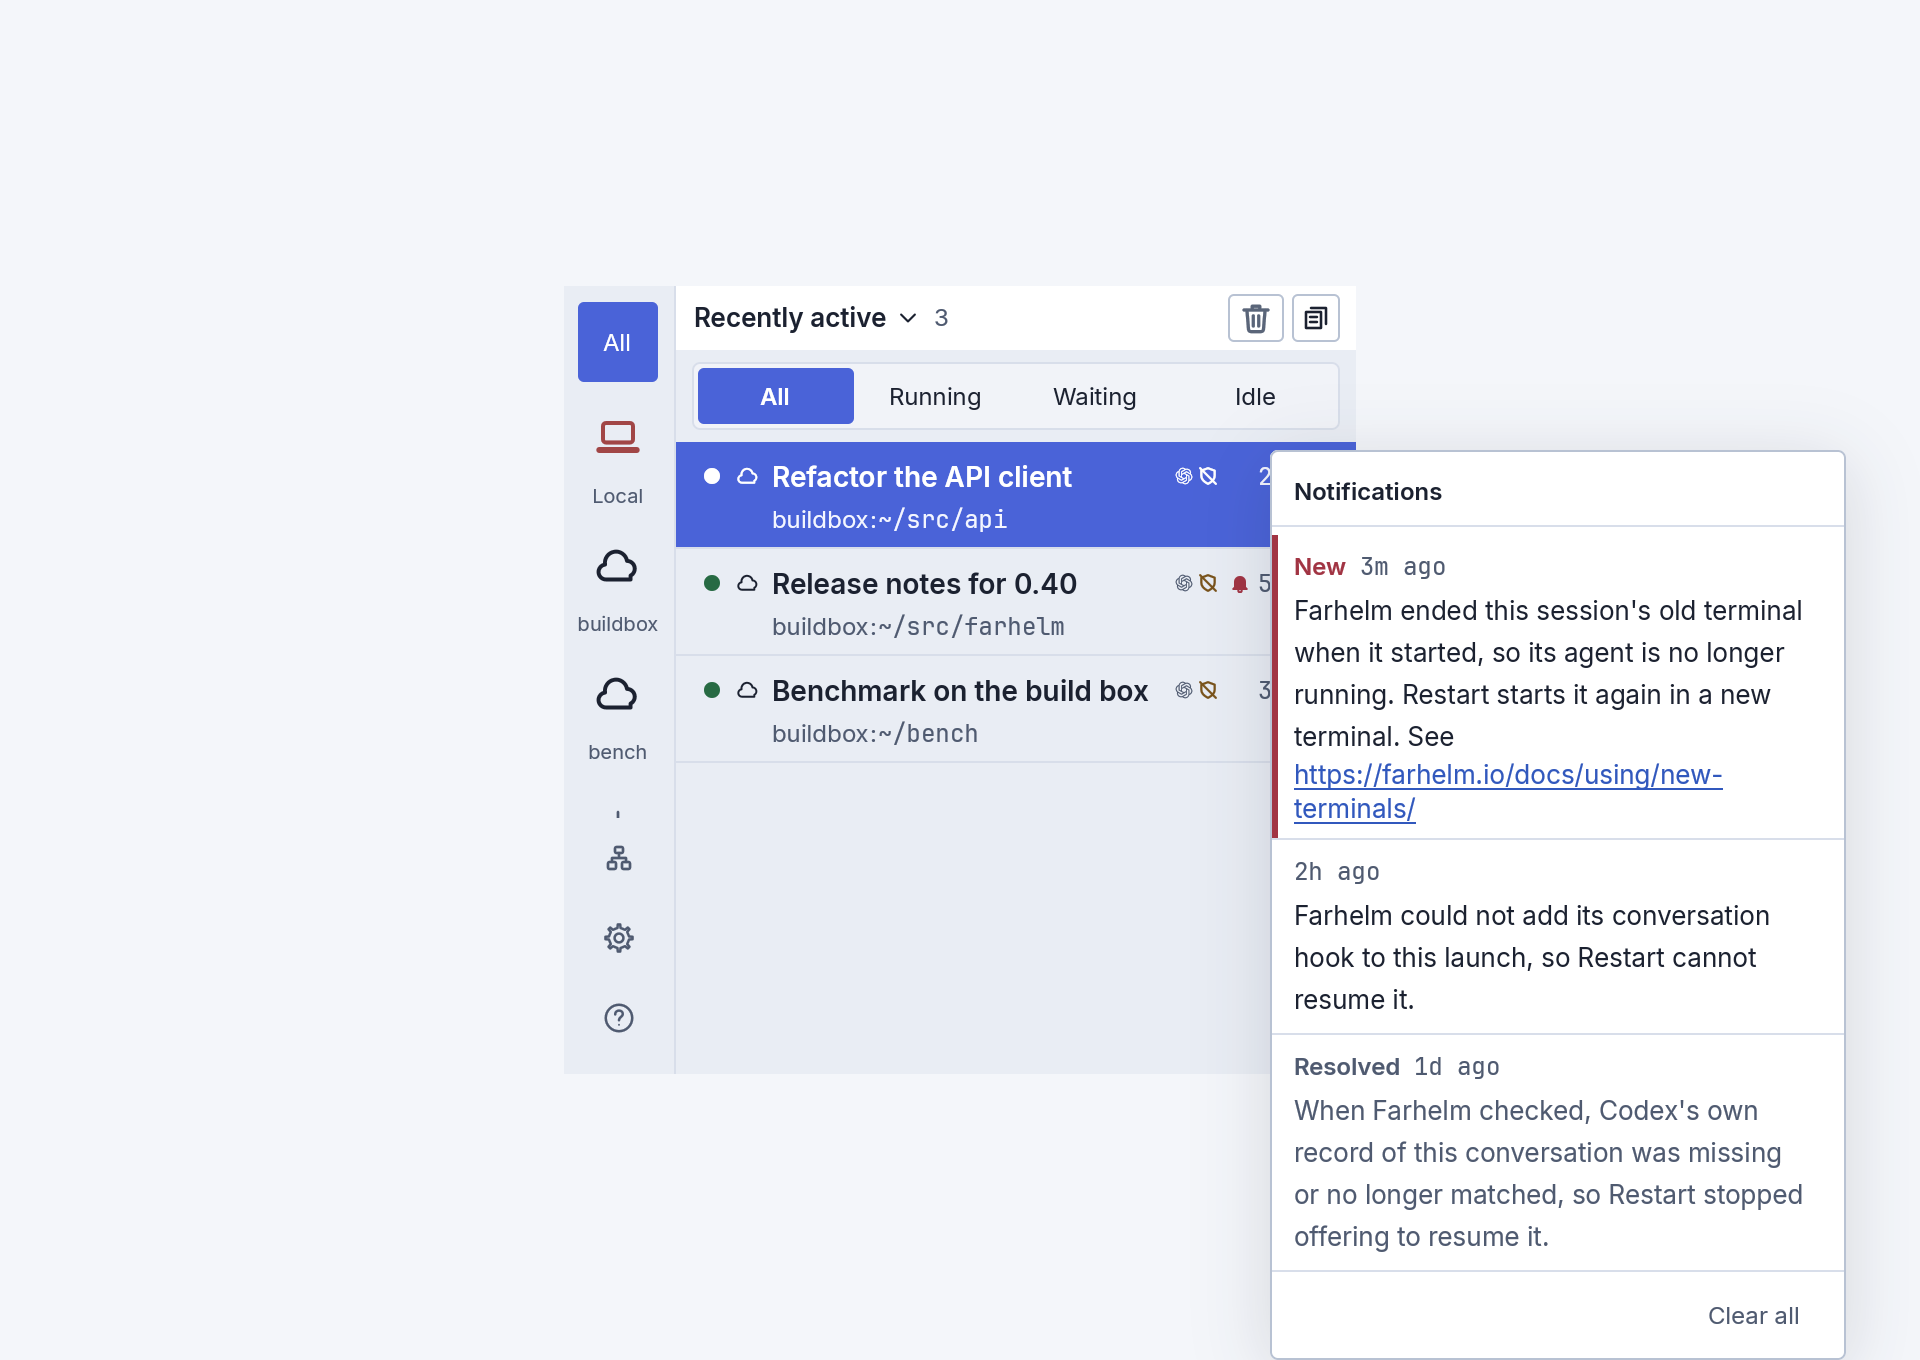 All
Local
buildbox
bench
Recently active 3
All Running Waiting Idle
Refactor the API client 2
buildbox:~/src/api
Release notes for 0.40 5
buildbox:~/src/farhelm
Benchmark on the build box 3
buildbox:~/bench
Notifications
New 3m ago
Farhelm ended this session's old terminal
when it started, so its agent is no longer
running. Restart starts it again in a new
terminal. See
https://farhelm.io/docs/using/new-
terminals/
2h ago
Farhelm could not add its conversation
hook to this launch, so Restart cannot
resume it.
Resolved 1d ago
When Farhelm checked, Codex's own
record of this conversation was missing
or no longer matched, so Restart stopped
offering to resume it.
Clear all